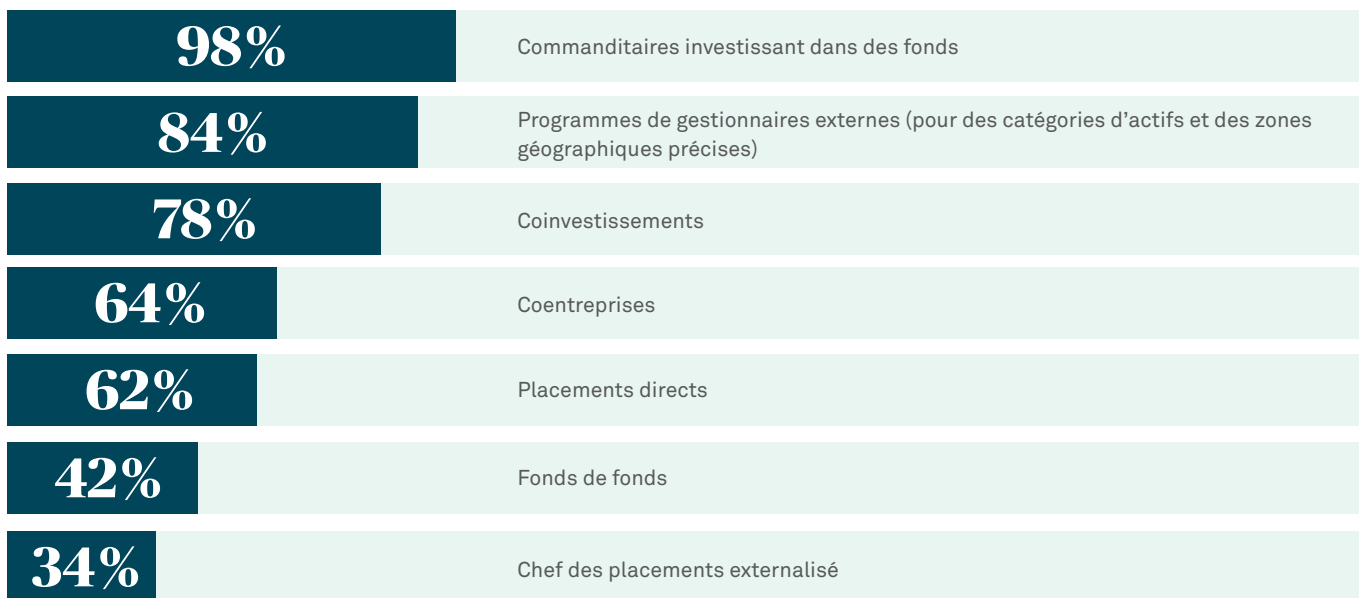 98%
Commanditaires investissant dans des fonds
84%
Programmes de gestionnaires externes (pour des catégories d'actifs et des zones
géographiques précises)
78%
Coinvestissements
64%
Coentreprises
62%
Placements directs
42%
Fonds de fonds
34%
Chef des placements externalisé